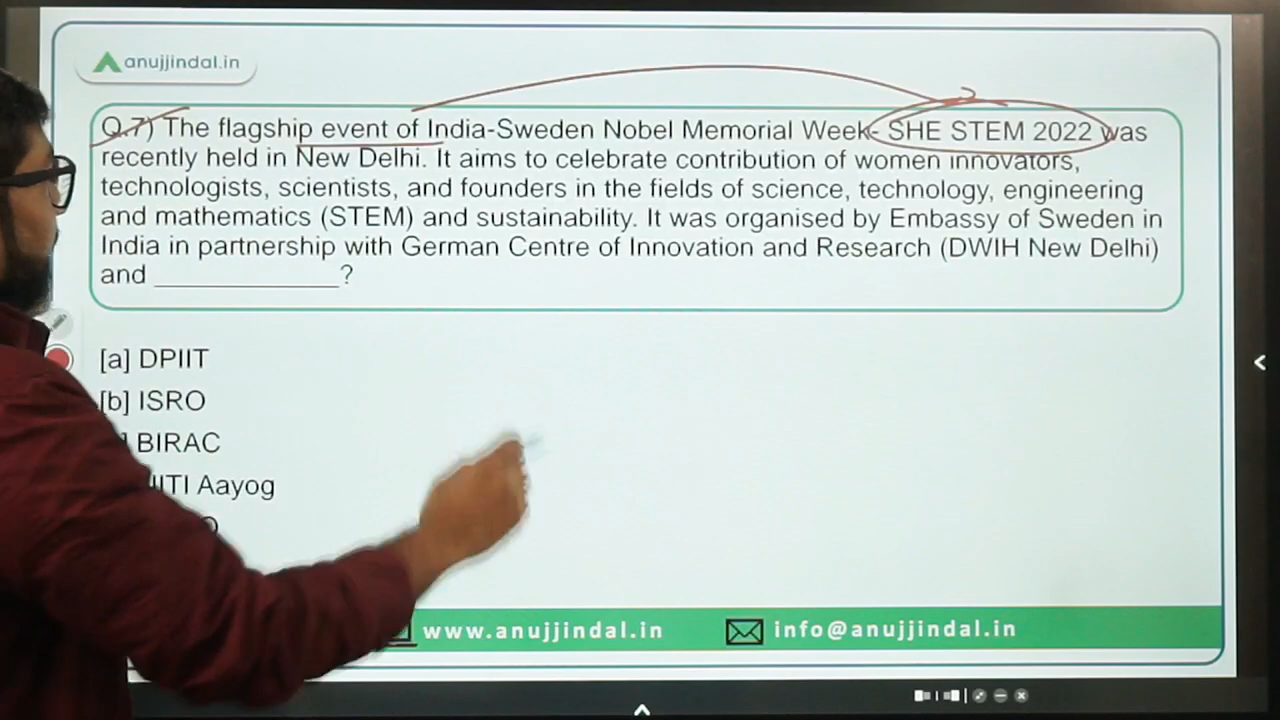 anujjindal.in
Q.7) The flagship event of India-Sweden Nobel Memorial Week- SHE STEM 2022 was
recently held in New Delhi. It aims to celebrate contribution of women innovators,
technologists, scientists, and founders in the fields of science, technology, engineering
and mathematics (STEM) and sustainability. It was organised by Embassy of Sweden in
India in partnership with German Centre of Innovation and Research (DWIH New Delhi)
and ______________?
[a] DPIIT
[b] ISRO
] BIRAC
Aayog
www.anujjindal.in
info@anujjindal.in